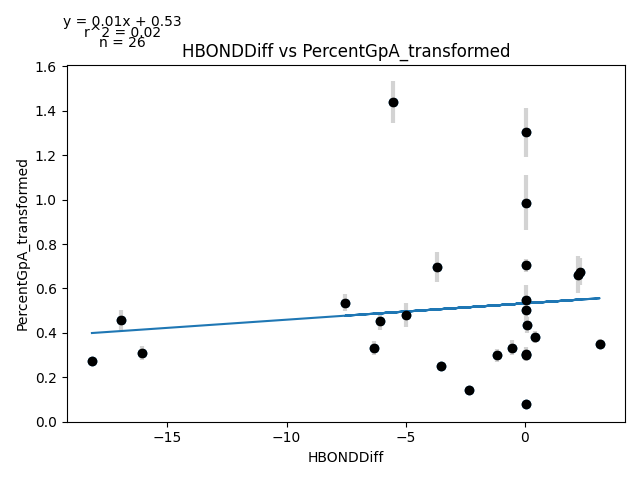 y = 0.01x + 0.53
r^2 = 0.02
n = 26
HBONDDiff vs PercentGpA_transformed
1.6
1.4
1.2
1.0
0.8
0.6
0.4
0.2
0.0
PercentGpA_transformed
−15
−10
−5
0
HBONDDiff